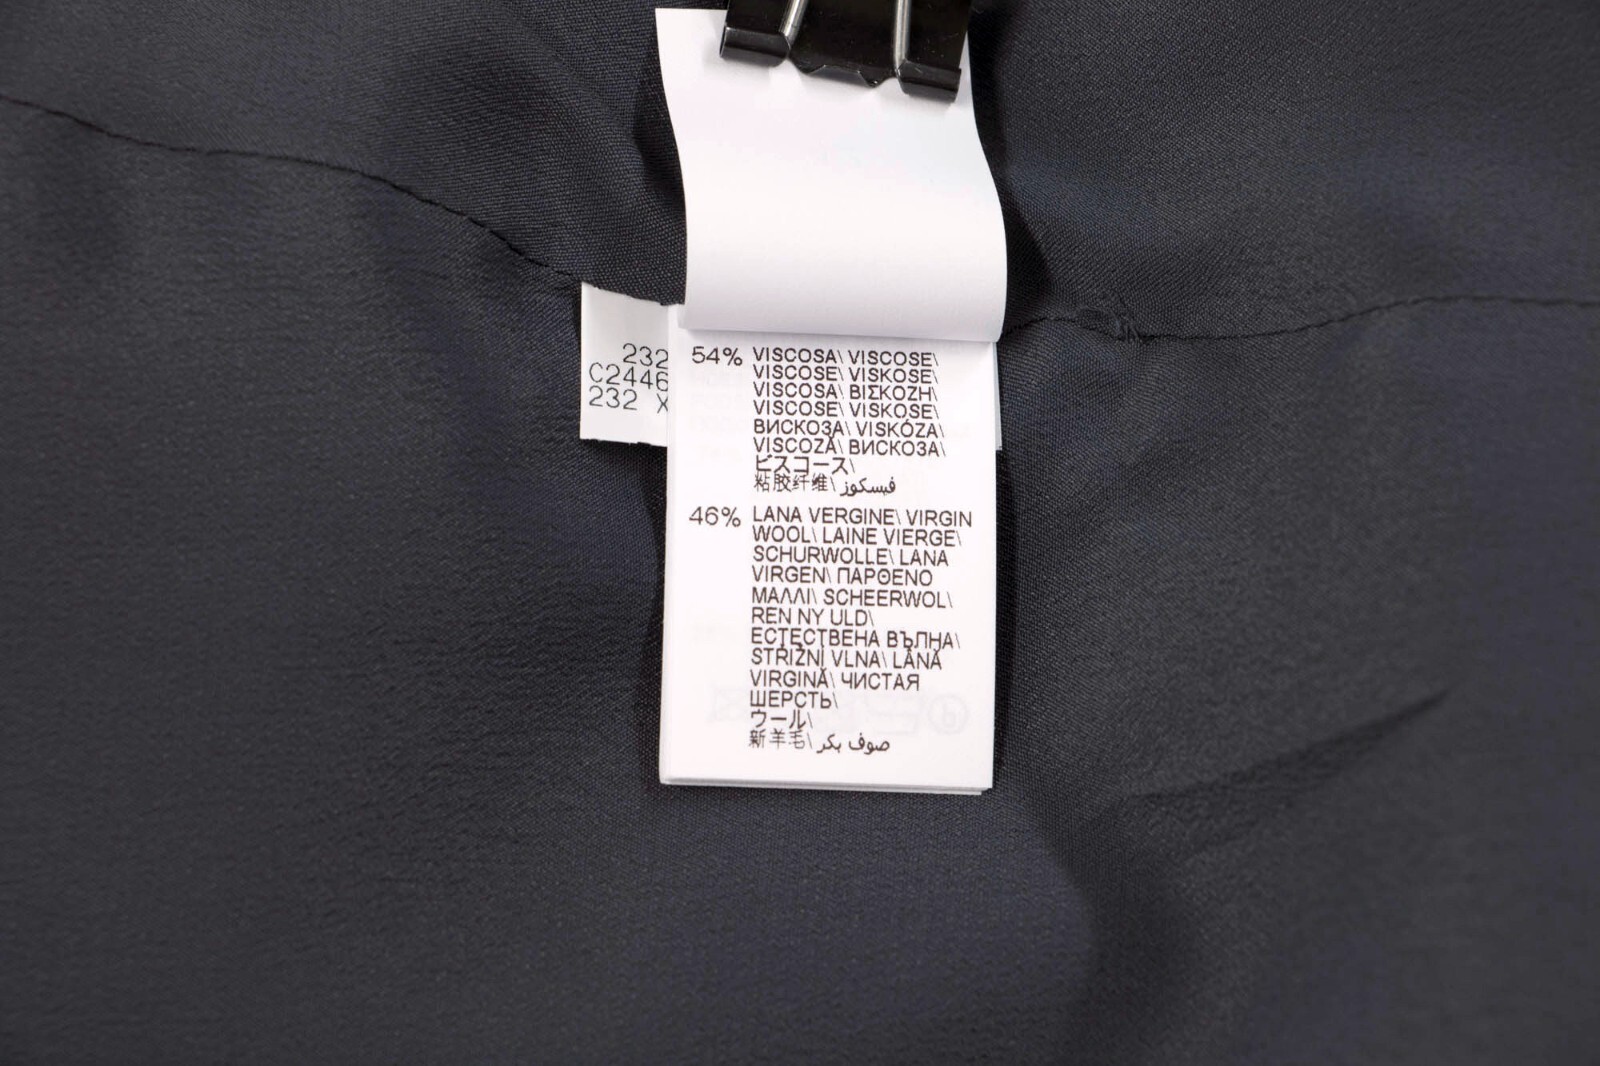 232
C2446
232 X
54% VISCOSA\ VISCOSE\
VISCOSE\ VISKOSE\
VISCOSA\ ΒΙΣΚΟΖΗ\
VISCOSE\ VISKOSE\
ВИСКОЗА\ VISKÓZA\
VISCOZĂ\ ВИСКОЗА\
ビスコース\
粘胶纤维\ فيسكوز
46% LANA VERGINE\ VIRGIN
WOOL\ LAINE VIERGE\
SCHURWOLLE\ LANA
VIRGEN\ ΠΑΡΘΕΝΟ
ΜΑΛΛΙ\ SCHEERWOL\
REN NY ULD\
ЕСТЕСТВЕНА ВЪЛНА\
STŘIŽNÍ VLNA\ LÂNĂ
VIRGINĂ\ ЧИСТАЯ
ШЕРСТЬ\
ウール\
新羊毛\ صوف بكر